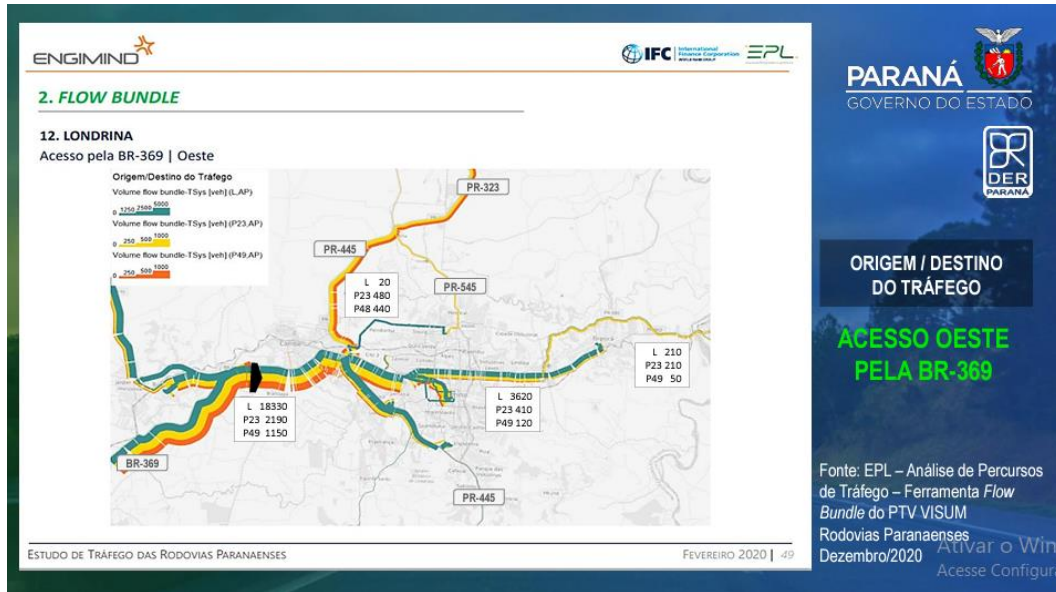 ENGIMIND
IFC International Finance Corporation WORLD BANK GROUP
EPL
2. FLOW BUNDLE
12. LONDRINA
Acesso pela BR-369 | Oeste
Origem/Destino do Tráfego
Volume flow bundle-TSys [veh] (L,AP)
0 1250 2500 5000
Volume flow bundle-TSys [veh] (P23,AP)
0 250 500 1000
Volume flow bundle-TSys [veh] (P49,AP)
0 250 500 1000
PR-323
PR-445
PR-545
L 20
P23 480
P48 440
L 210
P23 210
P49 50
L 3620
P23 410
P49 120
L 18330
P23 2190
P49 1150
BR-369
PR-445
ESTUDO DE TRÁFEGO DAS RODOVIAS PARANAENSES
FEVEREIRO 2020 | 49
PARANÁ
GOVERNO DO ESTADO
DER
PARANÁ
ORIGEM / DESTINO
DO TRÁFEGO
ACESSO OESTE
PELA BR-369
Fonte: EPL – Análise de Percursos
de Tráfego – Ferramenta Flow
Bundle do PTV VISUM
Rodovias Paranaenses
Dezembro/2020
Ativar o Win
Acesse Configura